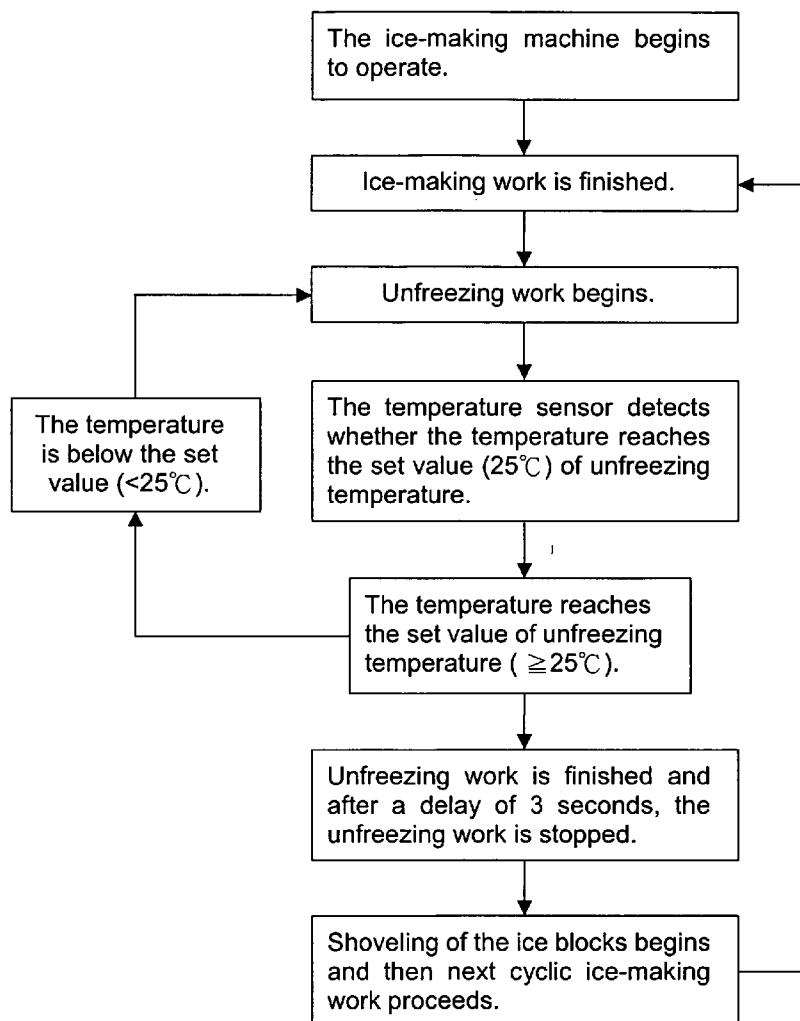 The ice-making machine begins
to operate.
Ice-making work is finished.
Unfreezing work begins.
The temperature
is below the set
value (<25℃).
The temperature sensor detects
whether the temperature reaches
the set value (25℃) of unfreezing
temperature.
The temperature reaches
the set value of unfreezing
temperature ( ≧25℃).
Unfreezing work is finished and
after a delay of 3 seconds, the
unfreezing work is stopped.
Shoveling of the ice blocks begins
and then next cyclic ice-making
work proceeds.